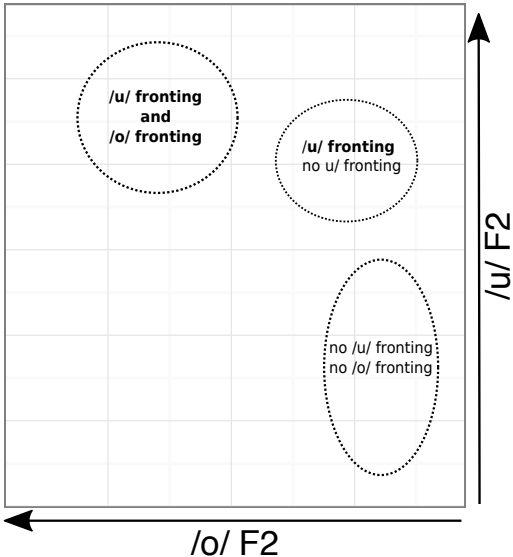 /u/ fronting
and
/o/ fronting
/u/ fronting
no u/ fronting
no /u/ fronting
no /o/ fronting
/u/ F2
/o/ F2